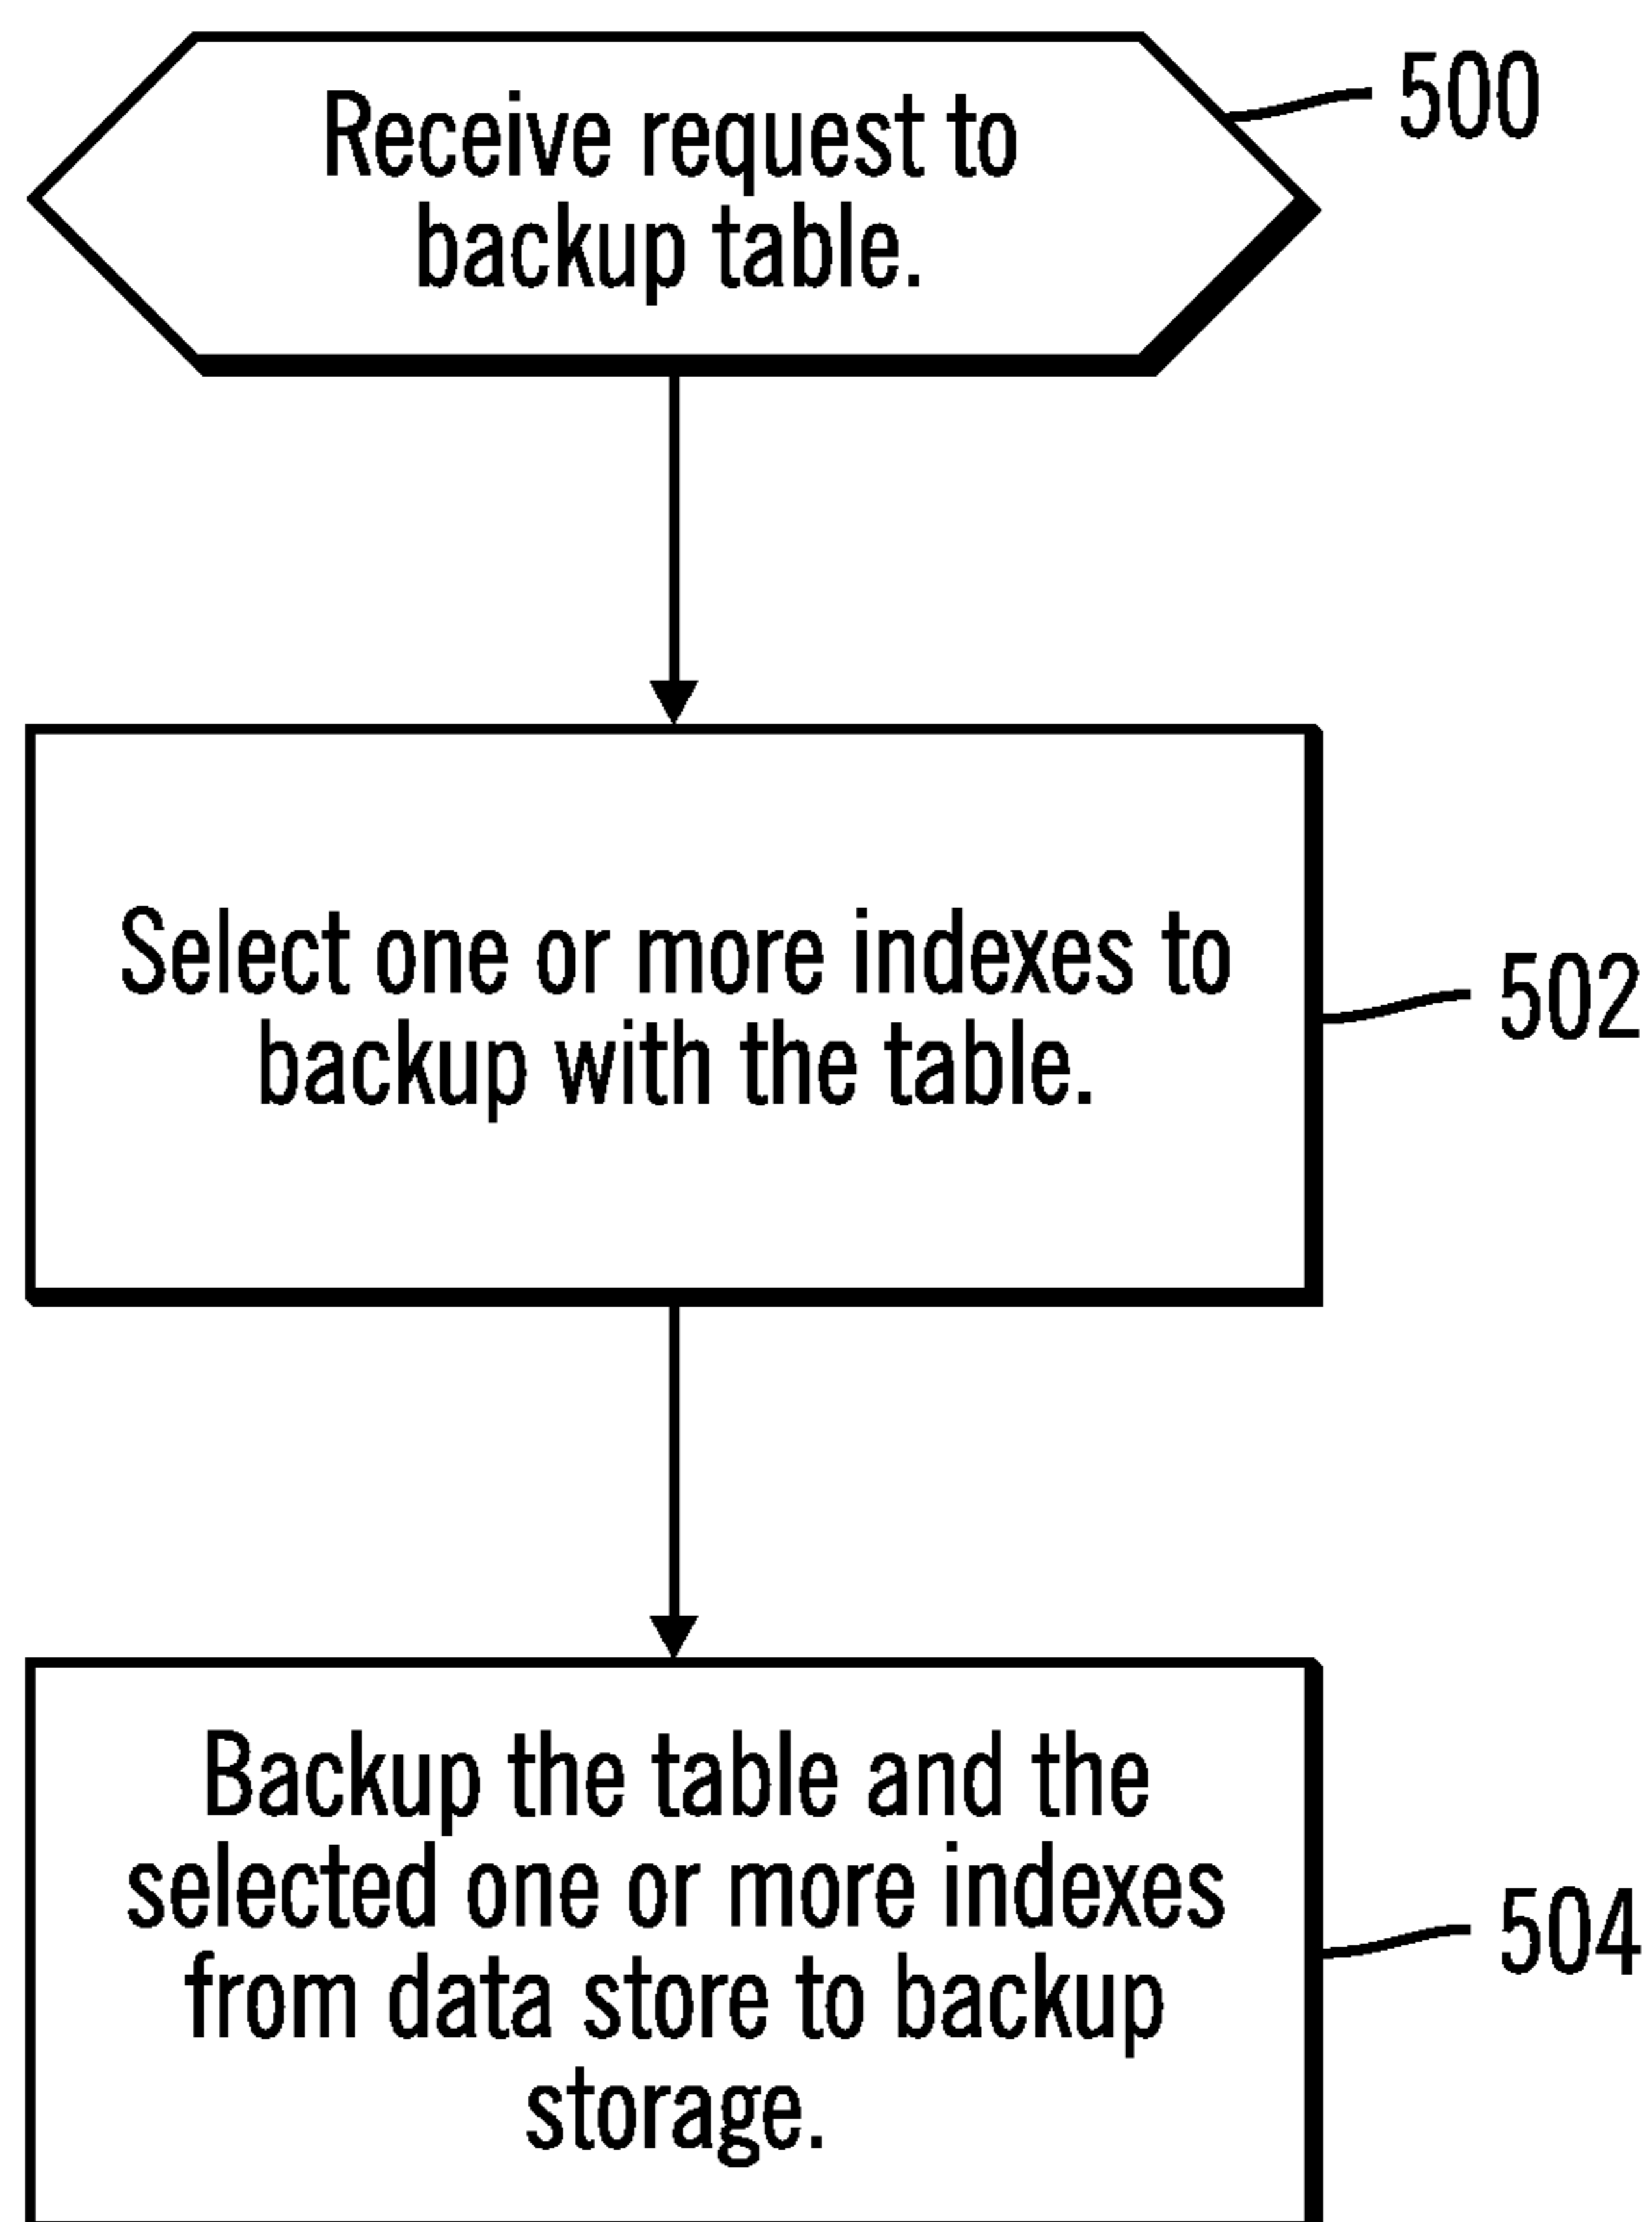 Receive request to
backup table.
500
Select one or more indexes to
backup with the table.
502
Backup the table and the
selected one or more indexes
from data store to backup
storage.
504